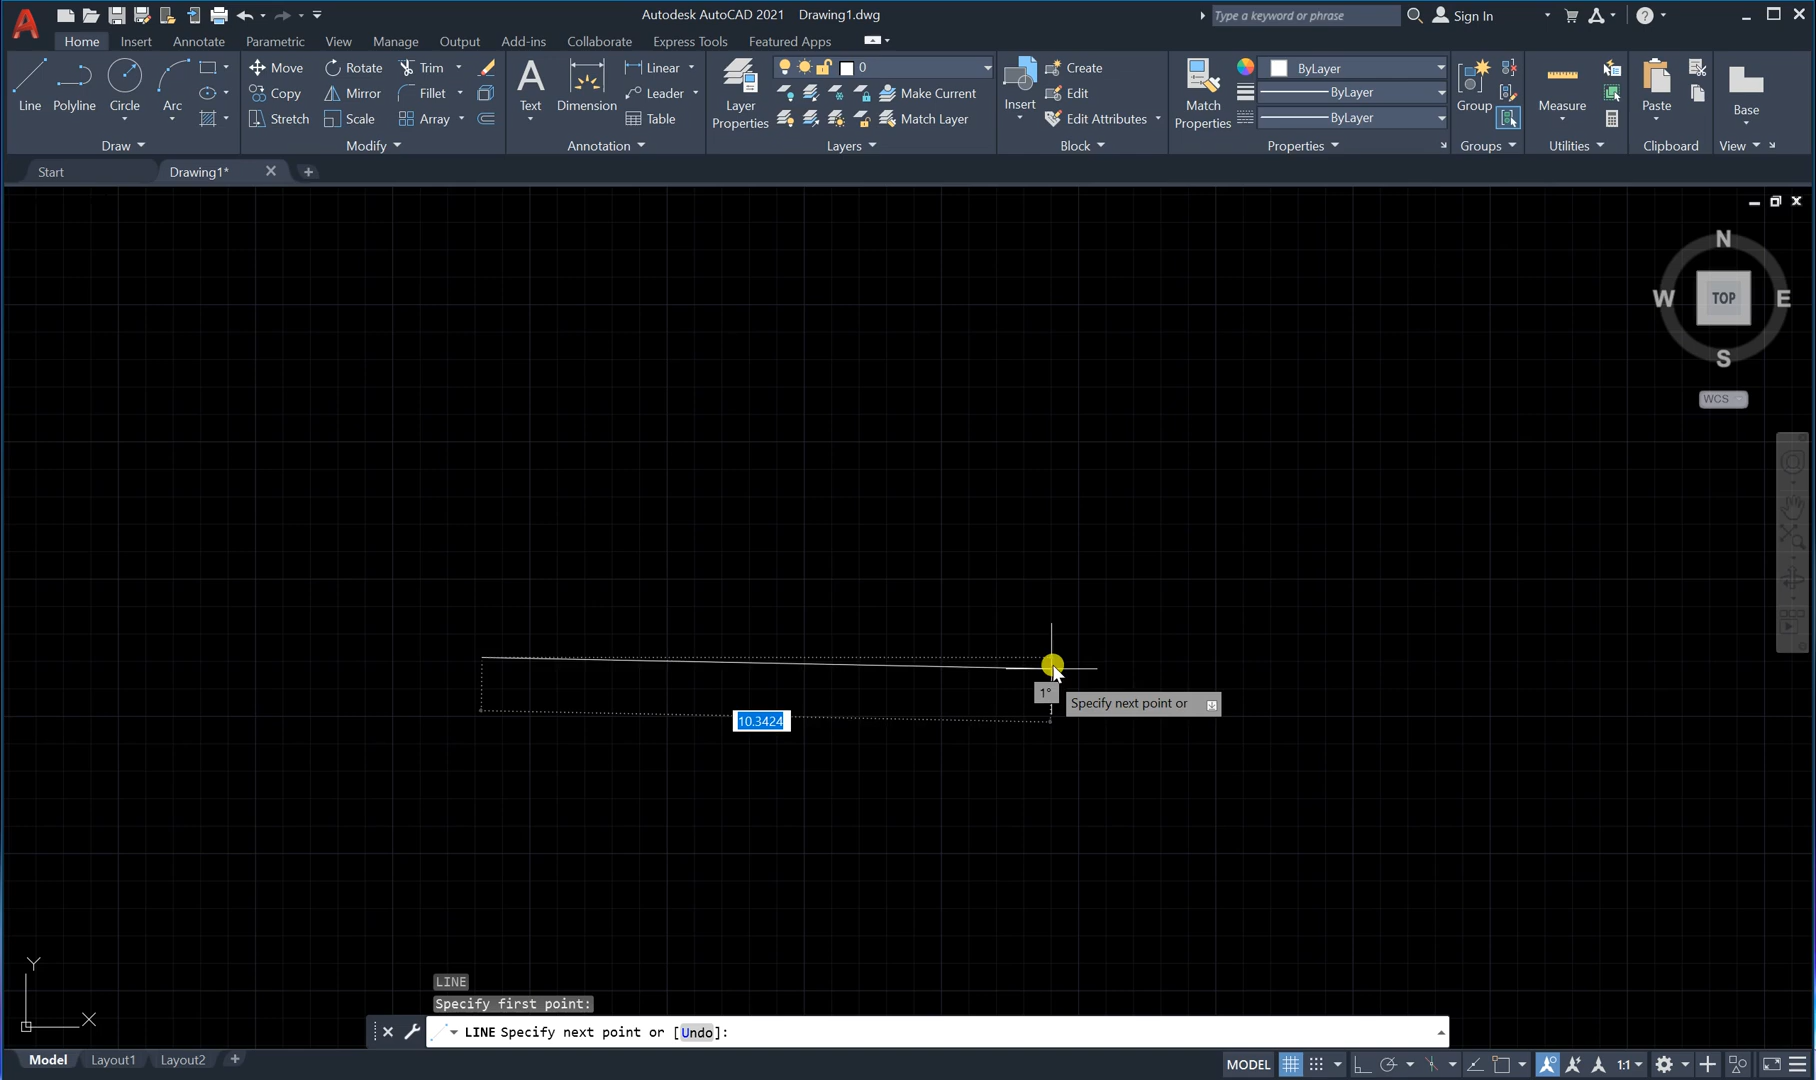 A Autodesk AutoCAD 2021 Drawing1.dwg Type a keyword or phrase Sign In ?
Home Insert Annotate Parametric View Manage Output Add-ins Collaborate Express Tools Featured Apps
Line Polyline Circle Arc
Move Rotate Trim
Copy Mirror Fillet
Stretch Scale Array
A Text Dimension
Linear
Leader
Table
Layer Properties
0
Make Current
Match Layer
Insert
Create
Edit
Edit Attributes
Match Properties
ByLayer
ByLayer
ByLayer
Group
Measure
Paste
Base
Draw Modify Annotation Layers Block Properties Groups Utilities Clipboard View
Start Drawing1*
N
W TOP E
S
WCS
1°
Specify next point or
10.3424
Y
X
LINE
Specify first point:
LINE Specify next point or [Undo]:
Model Layout1 Layout2 + MODEL 1:1